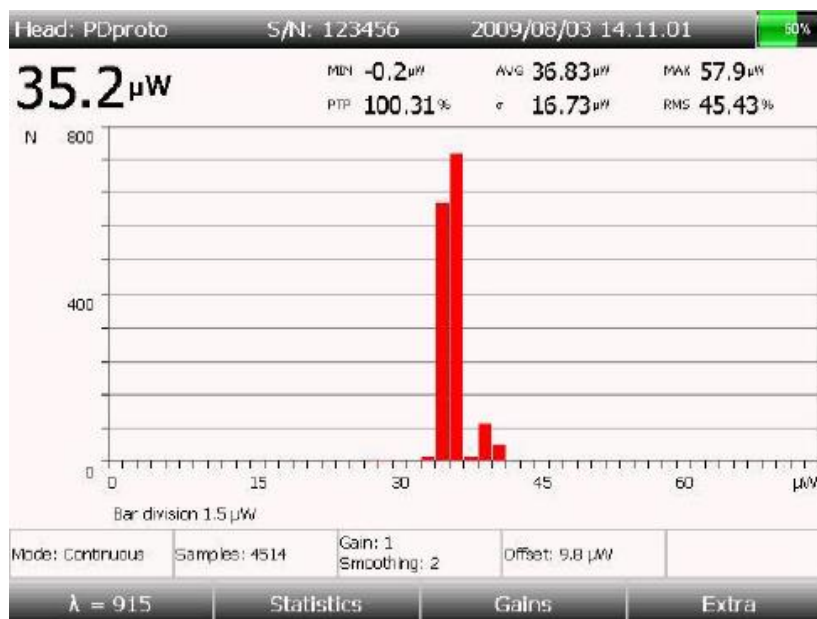 Head: PDproto S/N: 123456 2009/08/03 14.11.01 60%
35.2µW
MIN -0.2µW AVG 36.83µW MAX 57.9µW
PTP 100.31% σ 16.73µW RMS 45.43%
N 800
400
0
0 15 30 45 60 µW
Bar division 1.5 µW
Mode: Continuous Samples: 4514 Gain: 1 Smoothing: 2 Offset: 9.8 µW
λ = 915 Statistics Gains Extra